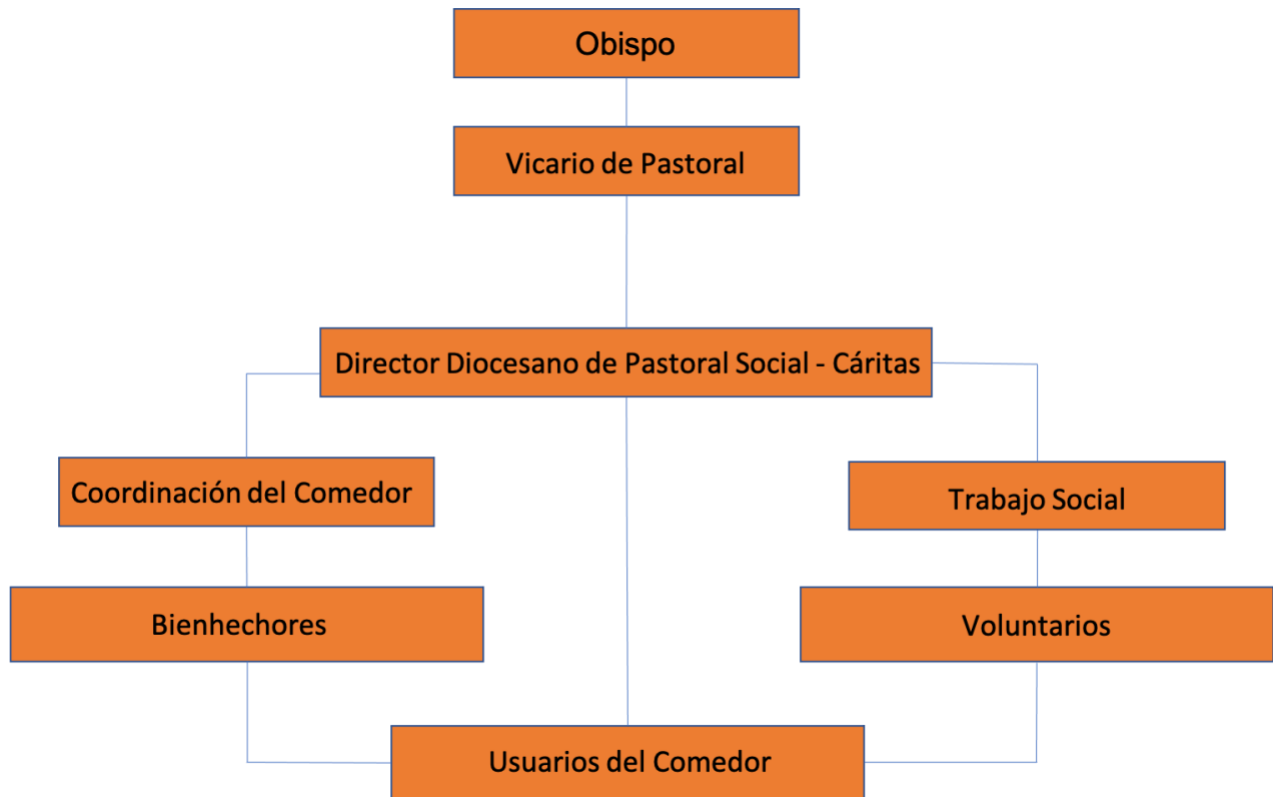 Obispo
Vicario de Pastoral
Director Diocesano de Pastoral Social - Cáritas
Coordinación del Comedor
Trabajo Social
Bienhechores
Voluntarios
Usuarios del Comedor